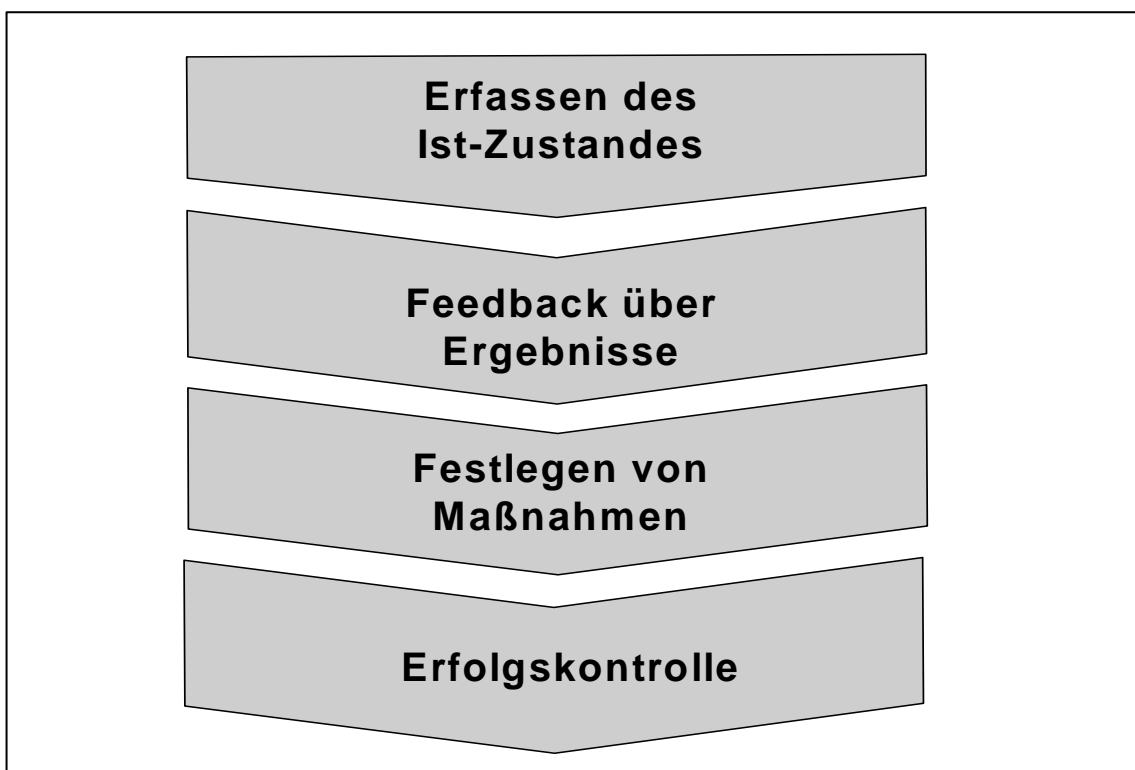 Erfassen des
Ist-Zustandes
Feedback über
Ergebnisse
Festlegen von
Maßnahmen
Erfolgskontrolle